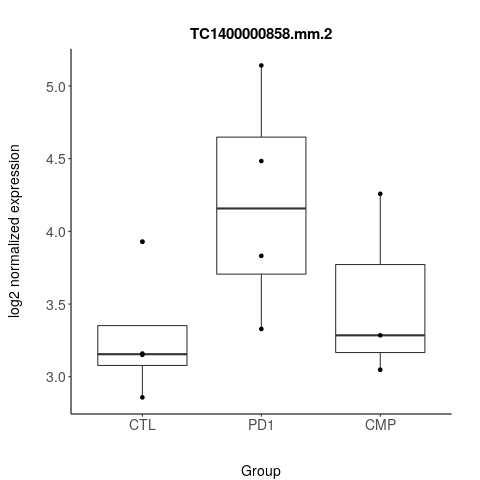 TC1400000858.mm.2
log2 normalized expression
5.0
4.5
4.0
3.5
3.0
CTL PD1 CMP
Group